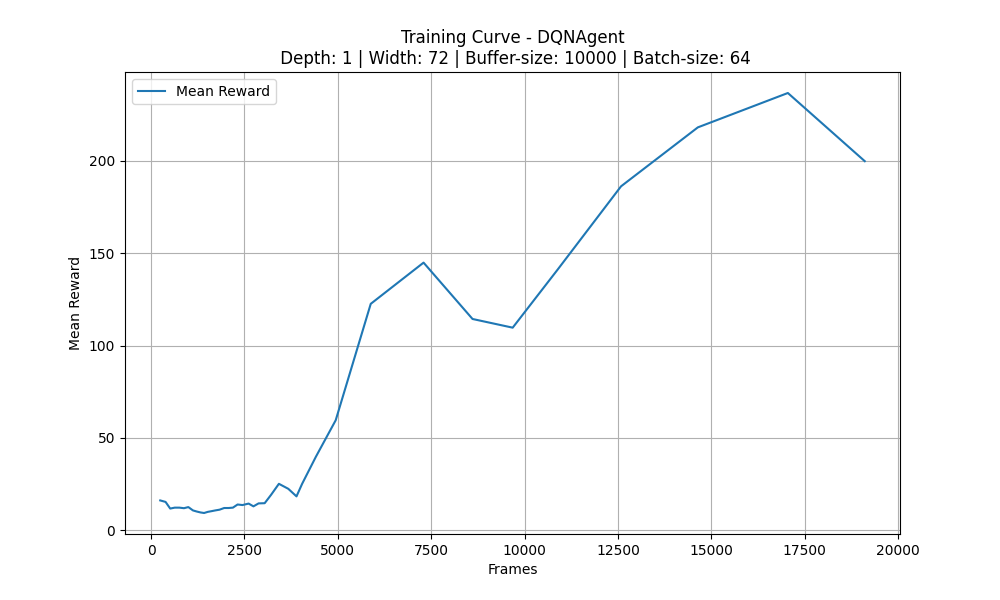 Training Curve - DQNAgent
Depth: 1 | Width: 72 | Buffer-size: 10000 | Batch-size: 64
Mean Reward
200
150
100
50
0
Mean Reward
0 2500 5000 7500 10000 12500 15000 17500 20000
Frames